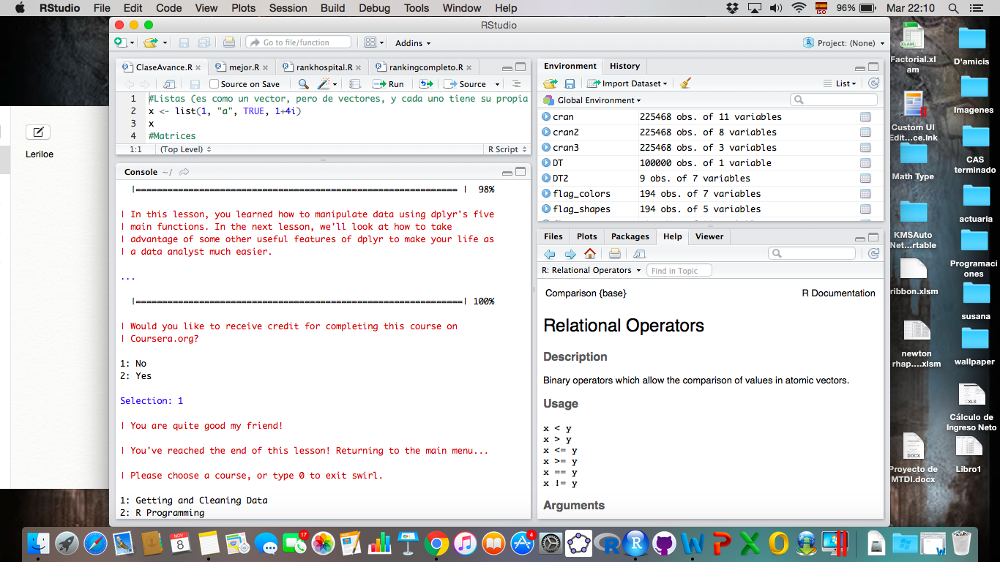 RStudio File Edit Code View Plots Session Build Debug Tools Window Help
ISO 96% Mar 22:10
RStudio
Go to file/function Addins Project: (None)
ClaseAvance.R mejor.R rankhospital.R rankingcompleto.R
Source on Save Run Source
1 #Listas (es como un vector, pero de vectores, y cada uno tiene su propia
2 x <- list(1, "a", TRUE, 1+4i)
3 x
4 #Matrices
1:1 (Top Level) R Script
Console ~/
|============================================================= | 98%
| In this lesson, you learned how to manipulate data using dplyr's five
| main functions. In the next lesson, we'll look at how to take
| advantage of some other useful features of dplyr to make your life as
| a data analyst much easier.
...
|==============================================================| 100%
| Would you like to receive credit for completing this course on
| Coursera.org?
1: No
2: Yes
Selection: 1
| You are quite good my friend!
| You've reached the end of this lesson! Returning to the main menu...
| Please choose a course, or type 0 to exit swirl.
1: Getting and Cleaning Data
2: R Programming
Environment History
Import Dataset List
Global Environment
cran 225468 obs. of 11 variables
cran2 225468 obs. of 8 variables
cran3 225468 obs. of 3 variables
DT 100000 obs. of 1 variable
DT2 9 obs. of 7 variables
flag_colors 194 obs. of 7 variables
flag_shapes 194 obs. of 5 variables
Files Plots Packages Help Viewer
R: Relational Operators Find in Topic
Comparison {base} R Documentation
Relational Operators
Description
Binary operators which allow the comparison of values in atomic vectors.
Usage
x < y
x > y
x <= y
x >= y
x == y
x != y
Arguments
Leriloe
XLAM
Factorial.xl
am
D'amicis
Imagenes
Custom UI
Edit...ce.lnk
CAS
terminado
Math Type
actuaria
KMSAuto
Net...rtable
Programaci
ones
ribbon.xlsm
susana
newton
rhap....xlsm
wallpaper
XLS
Cálculo de
Ingreso Neto
DOCX
Proyecto de
MTDI.docx
Libro1
NOV
8
17
4